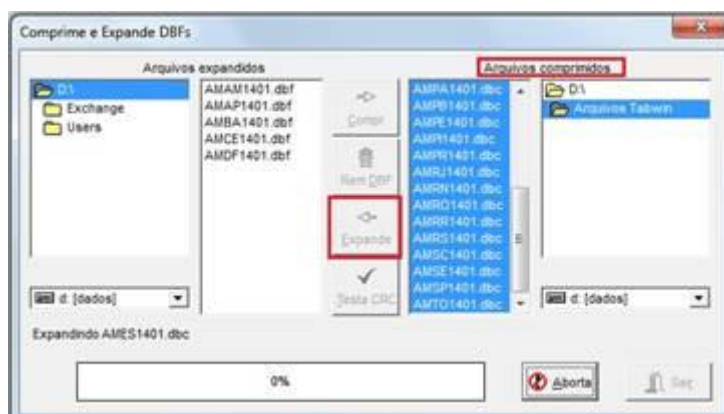 Comprime e Expande DBFs
Arquivos expandidos
Arquivos comprimidos
D:\
Exchange
Users
AMAM1401.dbf
AMAP1401.dbf
AMBA1401.dbf
AMCE1401.dbf
AMDF1401.dbf
Compr
Rem DBF
Expande
Testa CRC
AMPA1401.dbc
AMPB1401.dbc
AMPE1401.dbc
AMPI1401.dbc
AMPR1401.dbc
AMRJ1401.dbc
AMRN1401.dbc
AMRO1401.dbc
AMRR1401.dbc
AMRS1401.dbc
AMSC1401.dbc
AMSE1401.dbc
AMSP1401.dbc
AMTO1401.dbc
D:\
Arquivos Tabwin
d: [dados]
d: [dados]
Expandindo AMES1401.dbc
0%
Aborta